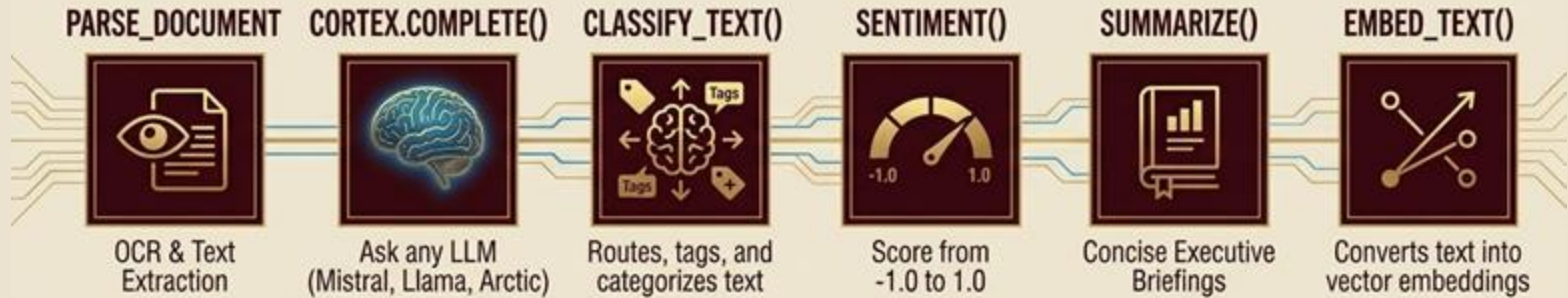 PARSE_DOCUMENT
CORTEX.COMPLETE()
CLASSIFY_TEXT()
SENTIMENT()
SUMMARIZE()
EMBED_TEXT()
Tags
Tags
-1.0
1.0
OCR & Text
Extraction
Ask any LLM
(Mistral, Llama, Arctic)
Routes, tags, and
categorizes text
Score from
-1.0 to 1.0
Concise Executive
Briefings
Converts text into
vector embeddings